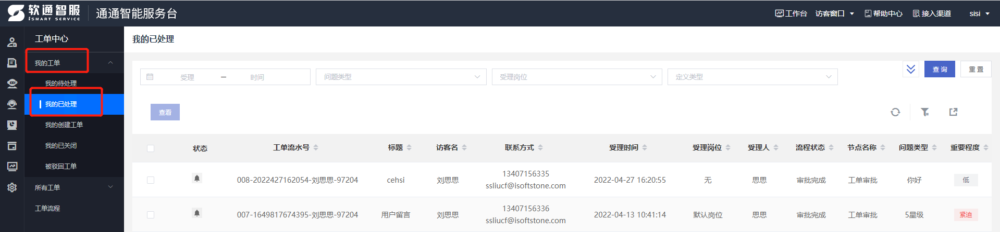 软通智服
iSMART SERVICE
通通智能服务台
工作台 访客窗口 帮助中心 接入渠道 sisi
工单中心
我的工单
我的待处理
我的已处理
我的创建工单
我的已关闭
被驳回工单
所有工单
工单流程
我的已处理
受理 — 时间 问题类型 受理岗位 定义类型 查询 重置
查看
状态 工单流水号 标题 访客名 联系方式 受理时间 受理岗位 受理人 流程状态 节点名称 问题类型 重要程度
008-2022427162054-刘思思-97204 cehsi 刘思思 13407156335 2022-04-27 16:20:55 无 思思 审批完成 工单审批 你好 低
ssliucf@isoftstone.com
007-1649817674395-刘思思-97204 用户留言 刘思思 13407156336 2022-04-13 10:41:14 默认岗位 思思 审批完成 工单审批 5星级 紧迫
ssliucf@isoftstone.com